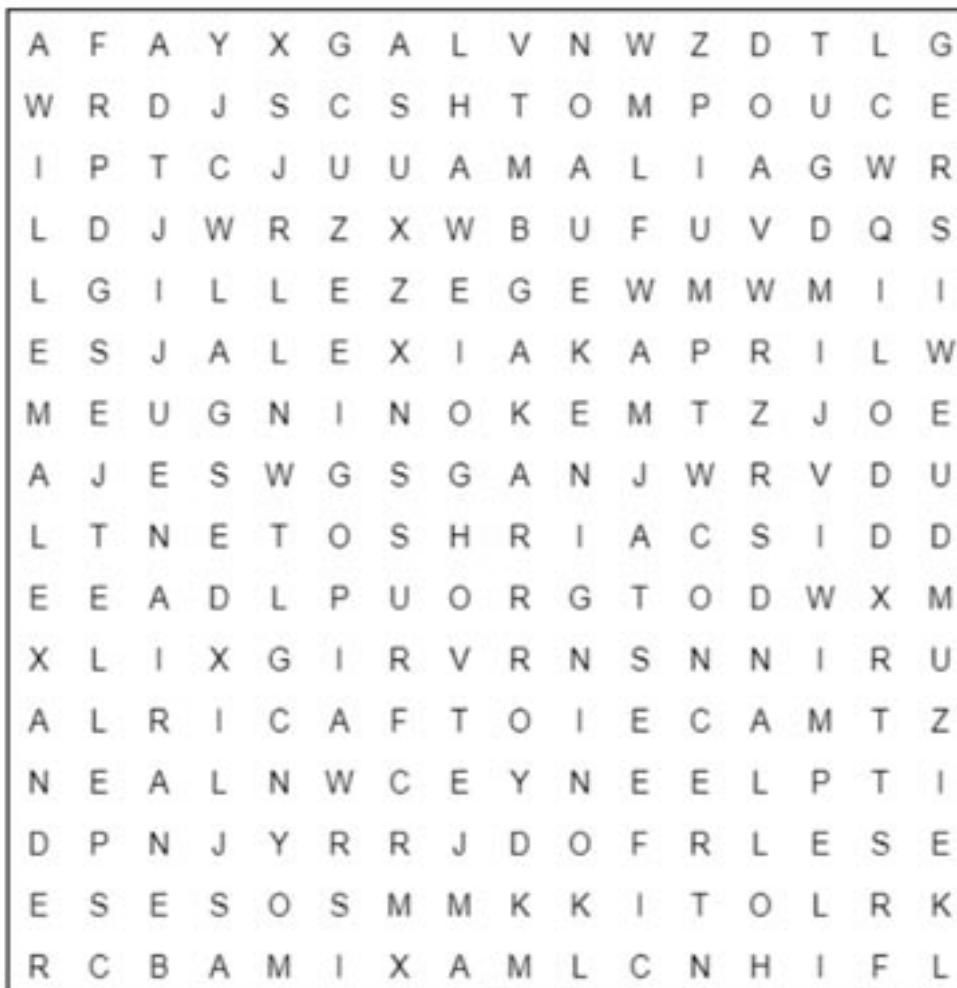 A F A Y X G A L V N W Z D T L G
W R D J S C S H T O M P O U C E
I P T C J U U A M A L I A G W R
L D J W R Z X W B U F U V D Q S
L G I L L E Z E G E W M W M I I
E S J A L E X I A K A P R I L W
M E U G N I N O K E M T Z J O E
A J E S W G S G A N J W R V D U
L T N E T O S H R I A C S I D D
E E A D L P U O R G T O D W X M
X L I X G I R V R N S N N I R U
A L R I C A F T O I E C A M T Z
N E A L N W C E Y N E E L P T I
D P N J Y R R J D O F R L E S E
E S E S O S M M K K I T O L R K
R C B A M I X A M L C N H I F L